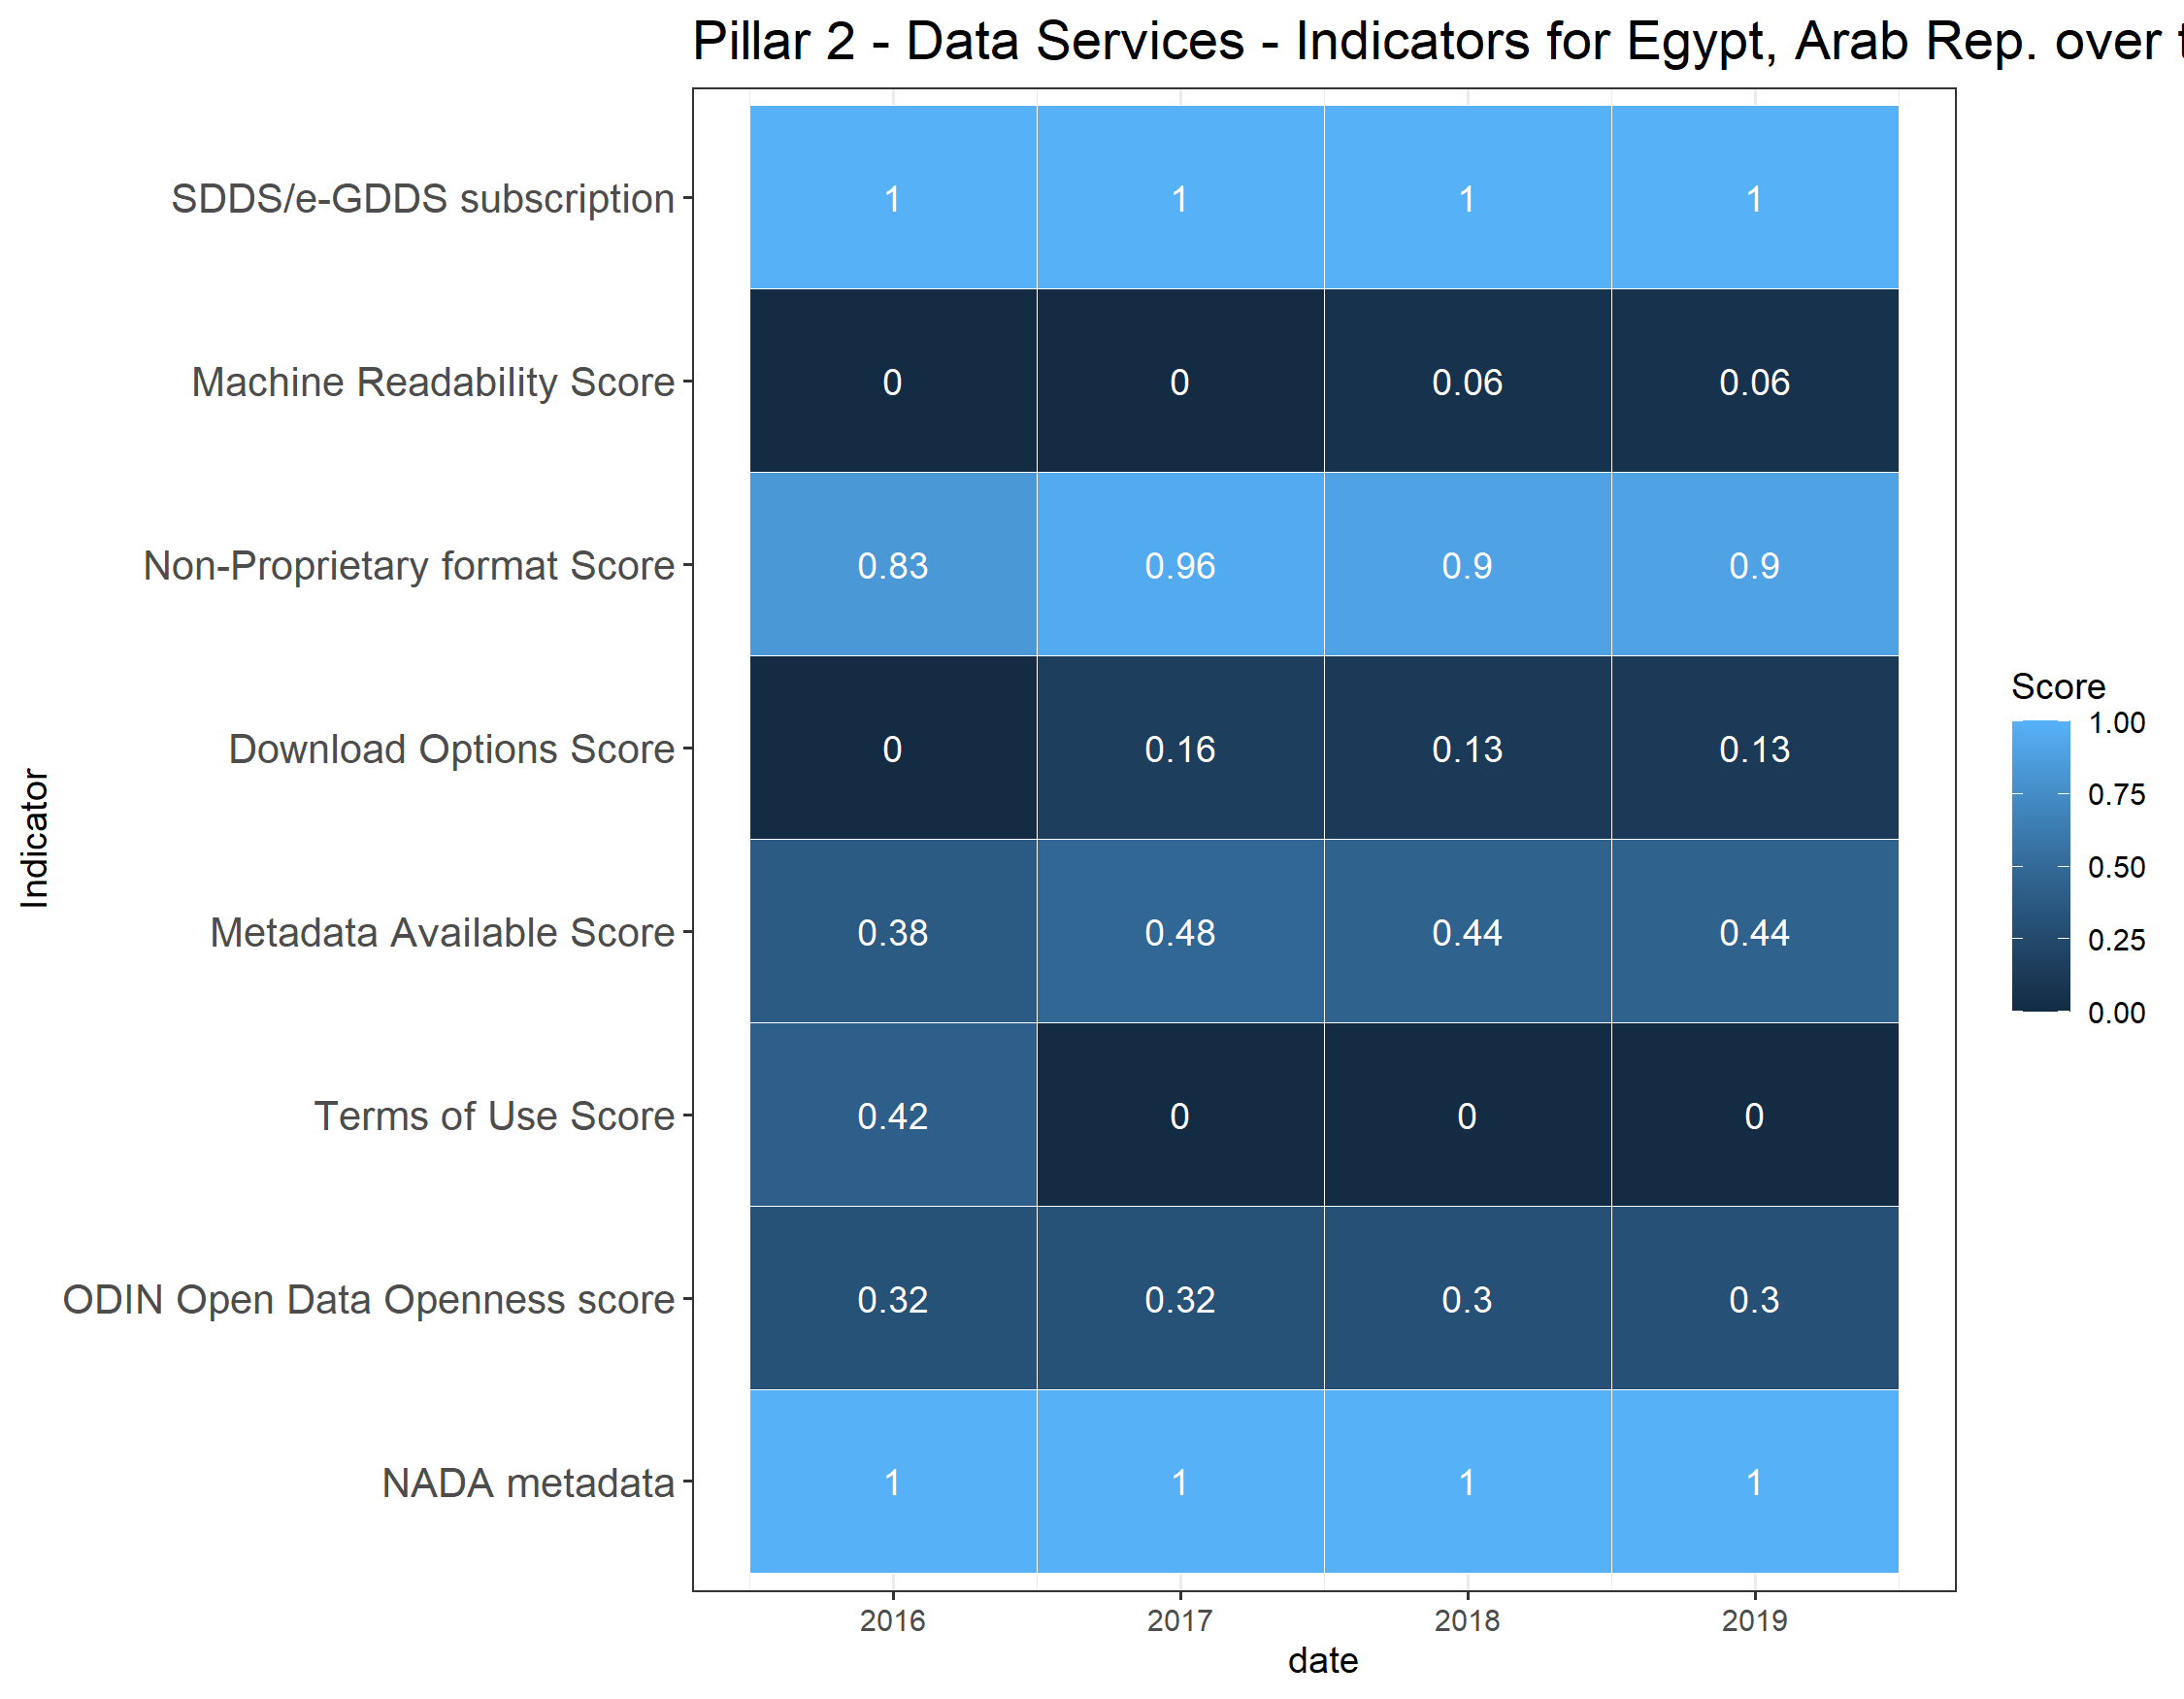 Pillar 2 - Data Services - Indicators for Egypt, Arab Rep. over
Indicator
SDDS/e-GDDS subscription 1 1 1 1
Machine Readability Score 0 0 0.06 0.06
Non-Proprietary format Score 0.83 0.96 0.9 0.9
Download Options Score 0 0.16 0.13 0.13
Metadata Available Score 0.38 0.48 0.44 0.44
Terms of Use Score 0.42 0 0 0
ODIN Open Data Openness score 0.32 0.32 0.3 0.3
NADA metadata 1 1 1 1
2016 2017 2018 2019
date
Score
1.00
0.75
0.50
0.25
0.00